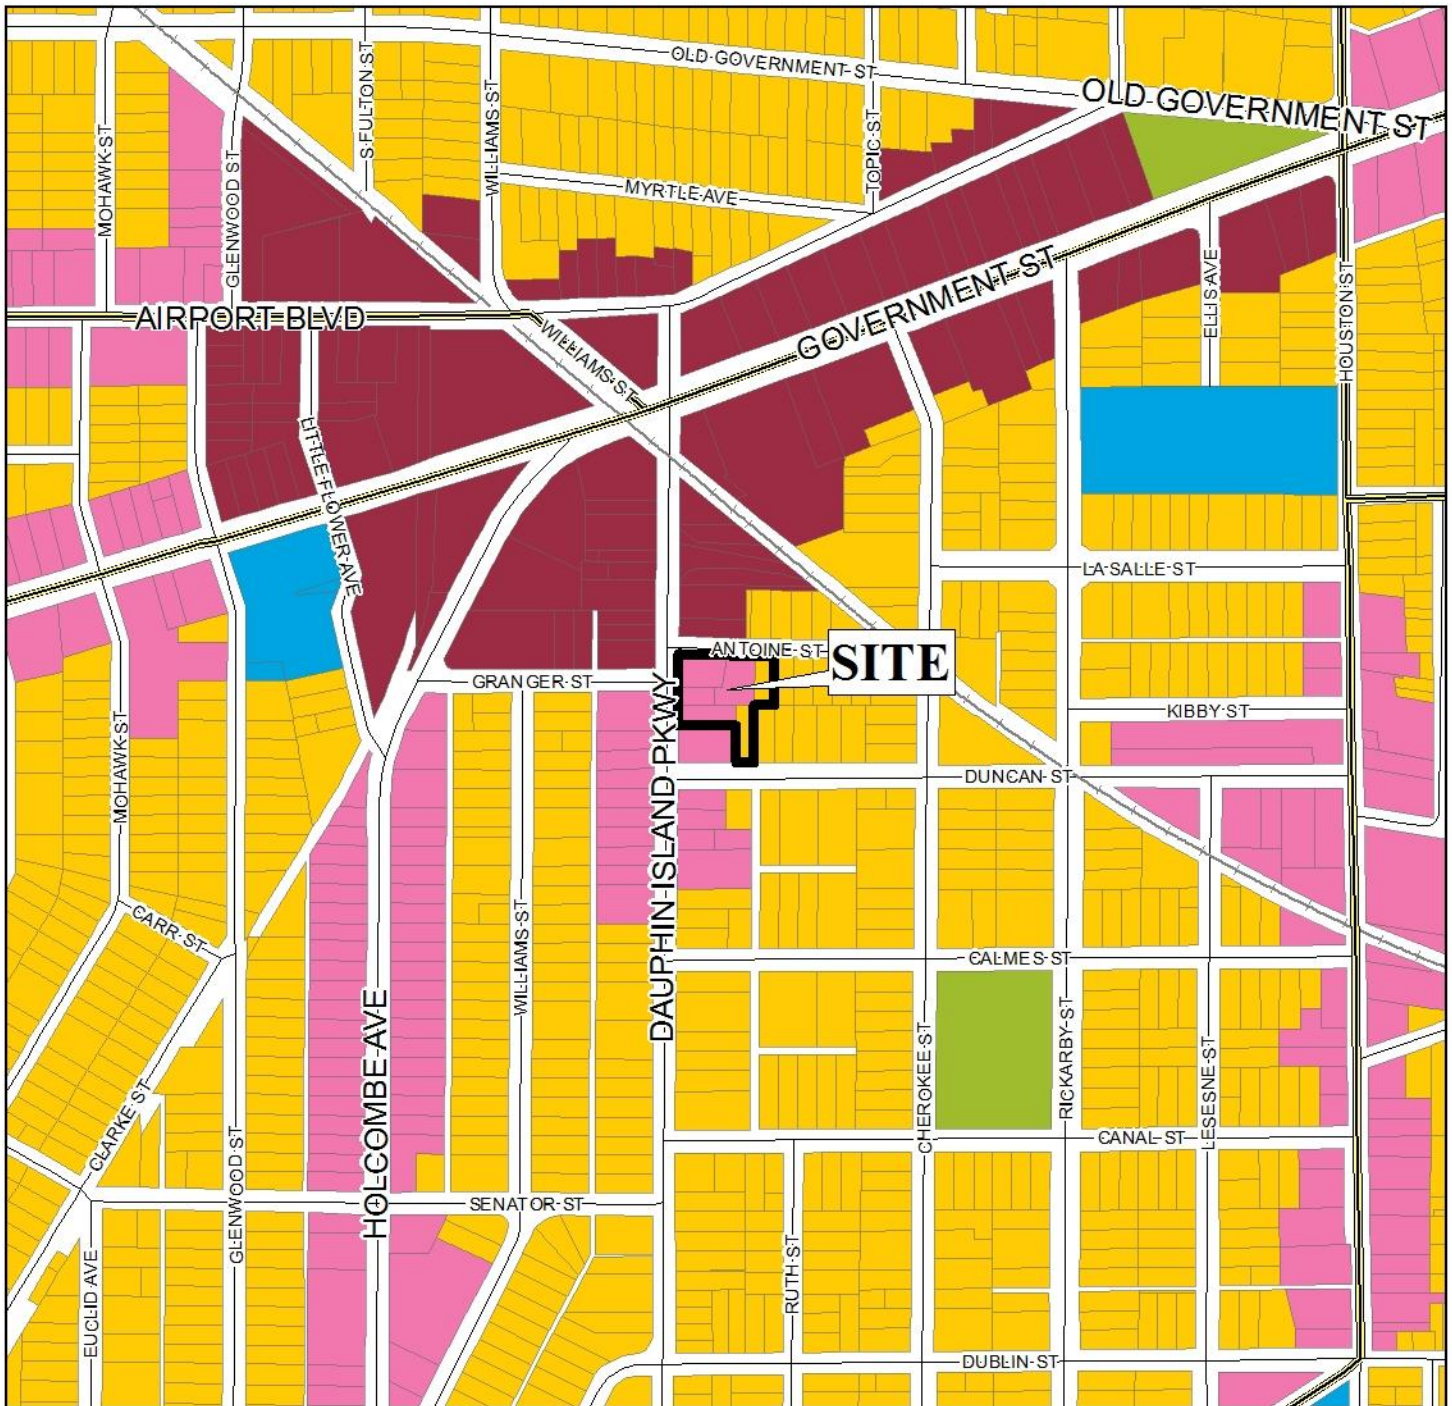 OLD GOVERNMENT ST
OLD GOVERNMENT ST
S FULTON ST
WILLIAMS ST
MOHAWK ST
TOPIC ST
GLENWOOD ST
MYRTLE AVE
GOVERNMENT ST
ELLIS AVE
HOUSTON ST
AIRPORT BLVD
WILLIAMS ST
LITTLE FLOWER AVE
LA SALLE ST
ANTOINE ST
SITE
GRANGER ST
KIBBY ST
MOHAWK ST
DAUPHIN ISLAND PKWY
DUNCAN ST
CARR ST
WILLIAMS ST
CALMES ST
HOLCOMBE AVE
CHEROKEE ST
RICKARBY ST
LESESNE ST
CLARKE ST
CANAL ST
GLENWOOD ST
SENATOR ST
EUCLID AVE
RUTH ST
DUBLIN ST